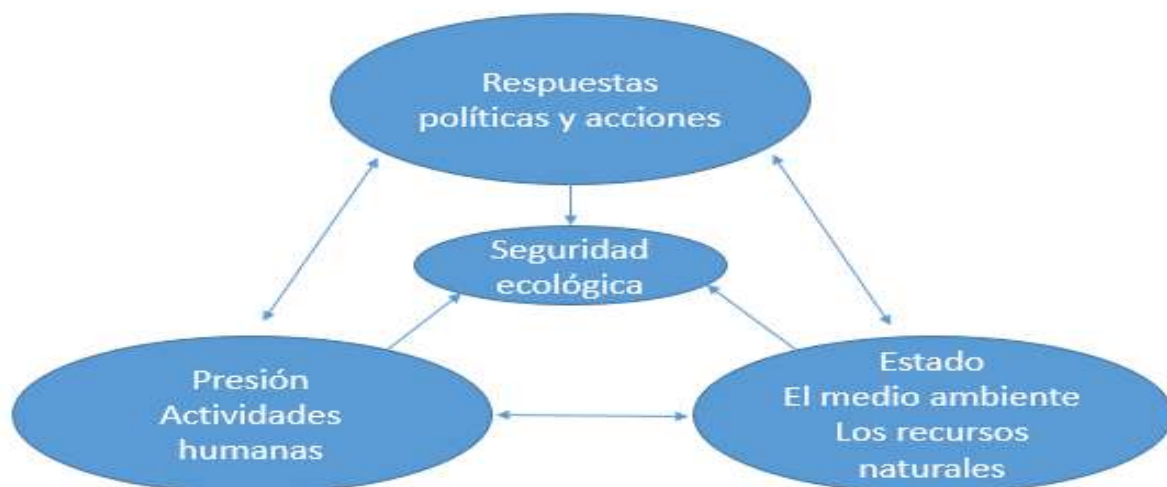 Respuestas
políticas y acciones
Seguridad
ecológica
Presión
Actividades
humanas
Estado
El medio ambiente
Los recursos
naturales